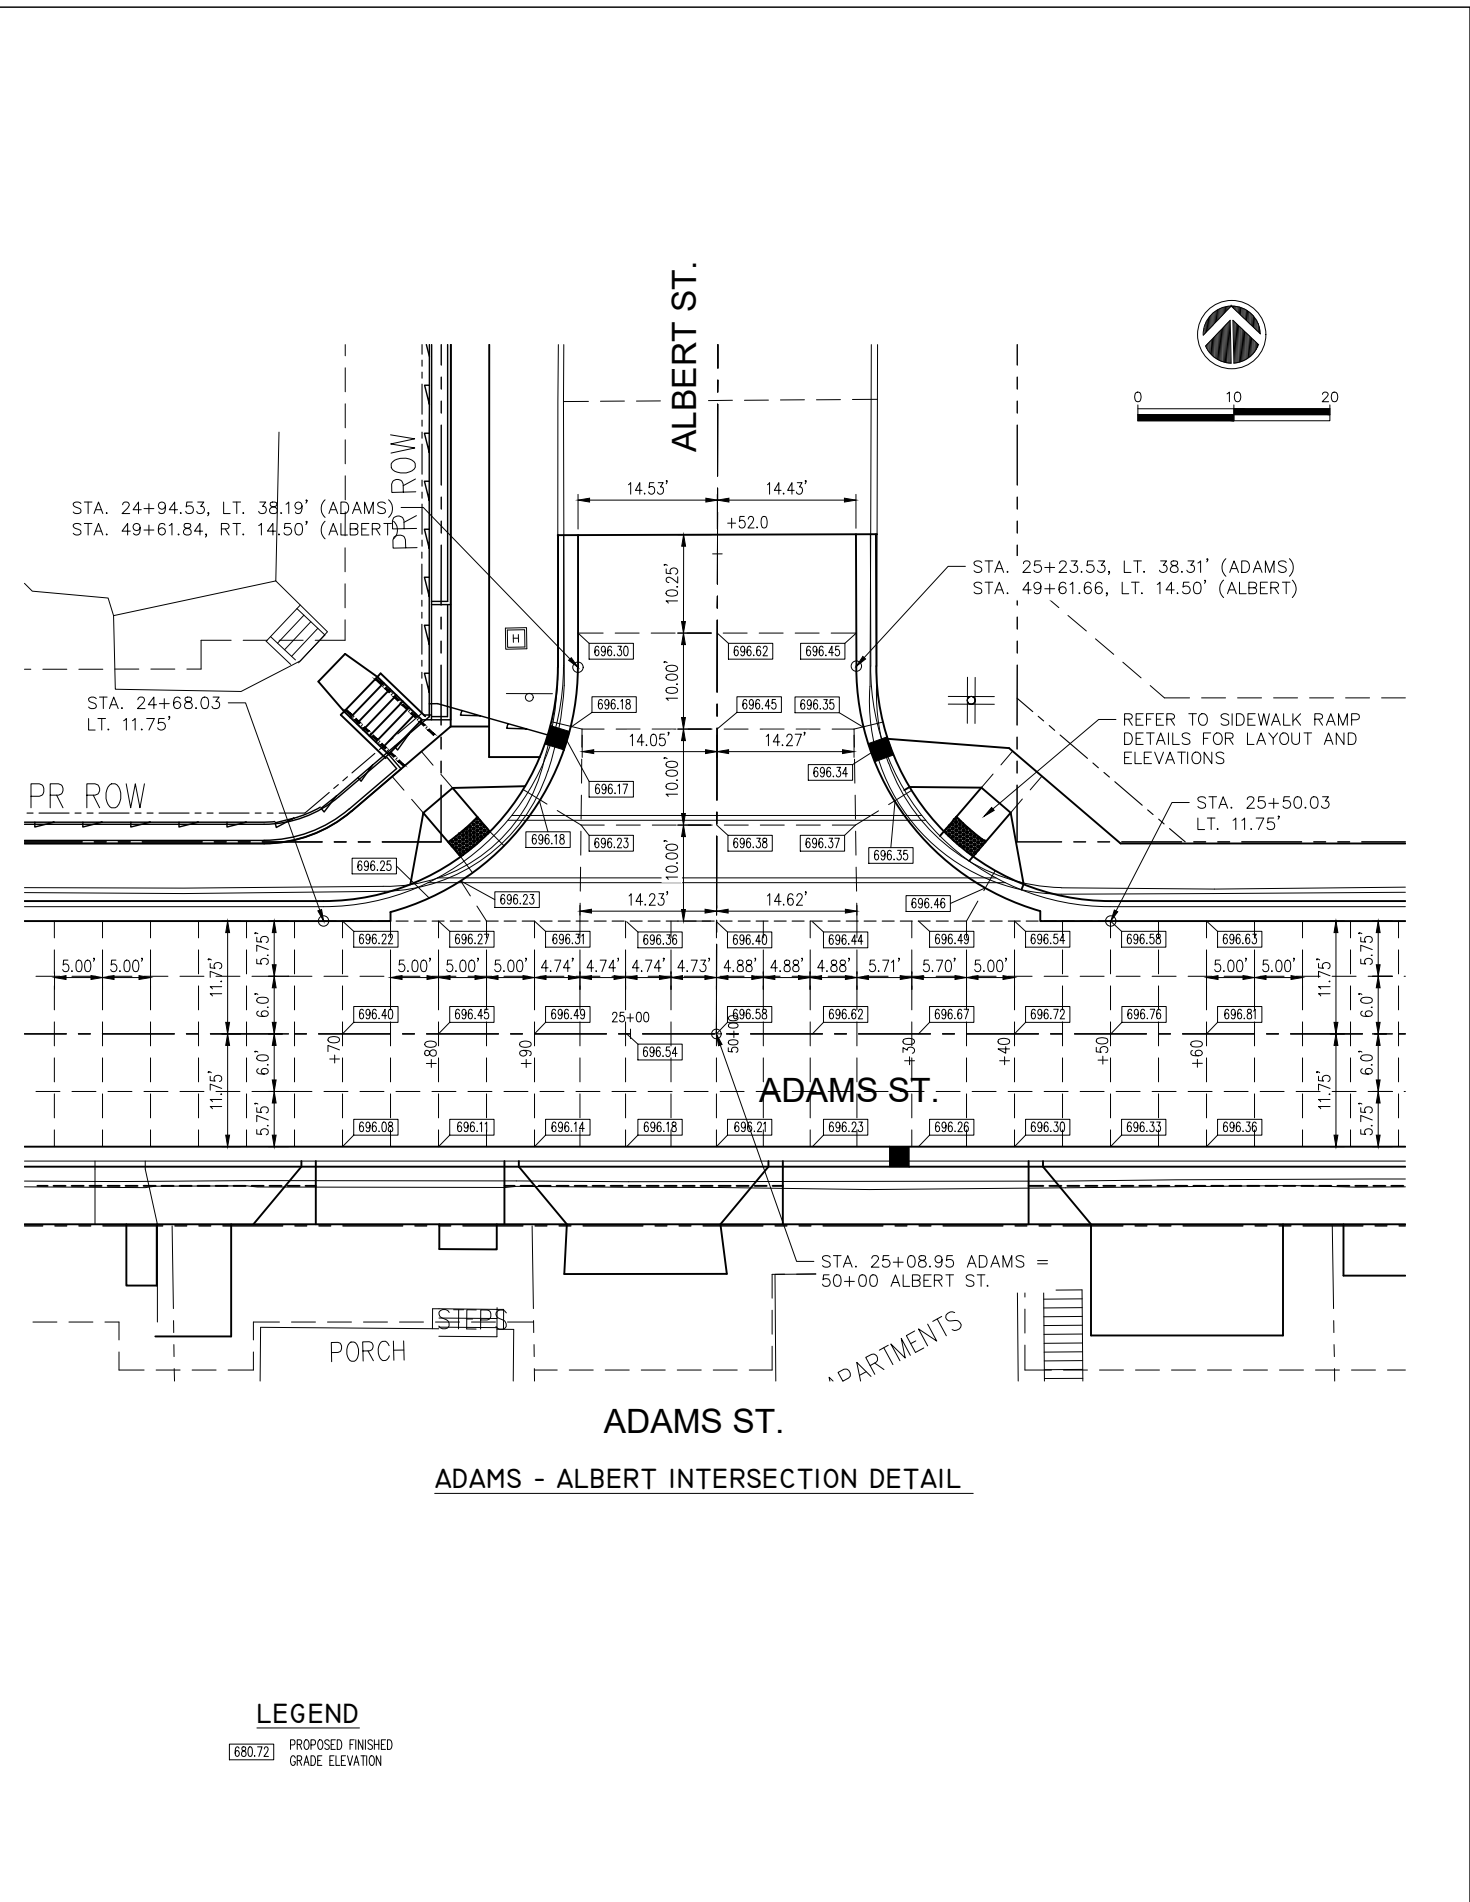 ALBERT ST.
0 10 20
PR ROW
14.53' 14.43'
+52.0
STA. 24+94.53, LT. 38.19' (ADAMS)
STA. 49+61.84, RT. 14.50' (ALBERT)
STA. 25+23.53, LT. 38.31' (ADAMS)
STA. 49+61.66, LT. 14.50' (ALBERT)
10.25'
H
696.30 696.62 696.45
10.00'
STA. 24+68.03
LT. 11.75'
696.18 696.45 696.35
REFER TO SIDEWALK RAMP
DETAILS FOR LAYOUT AND
ELEVATIONS
14.05' 14.27'
696.34
696.17
10.00'
PR ROW
STA. 25+50.03
LT. 11.75'
696.18 696.23 696.38 696.37
696.35
696.25
10.00'
696.23
696.46
14.23' 14.62'
696.22 696.27 696.31 696.36 696.40 696.44 696.49 696.54 696.58 696.63
5.75' 5.75'
5.00' 5.00' 5.00' 5.00' 5.00' 4.74' 4.74' 4.74' 4.73' 4.88' 4.88' 4.88' 5.71' 5.70' 5.00' 5.00' 5.00'
11.75' 11.75'
6.0' 6.0'
696.40 696.45 696.49 25+00 696.58 696.62 696.67 696.72 696.76 696.81
50+00
696.54
+70 +80 +90 +30 +40 +50 +60
6.0' 6.0'
11.75' 11.75'
ADAMS ST.
5.75' 5.75'
696.08 696.11 696.14 696.18 696.21 696.23 696.26 696.30 696.33 696.36
STA. 25+08.95 ADAMS =
50+00 ALBERT ST.
STEPS
PORCH
APARTMENTS
ADAMS ST.
ADAMS - ALBERT INTERSECTION DETAIL
LEGEND
680.72 PROPOSED FINISHED
GRADE ELEVATION